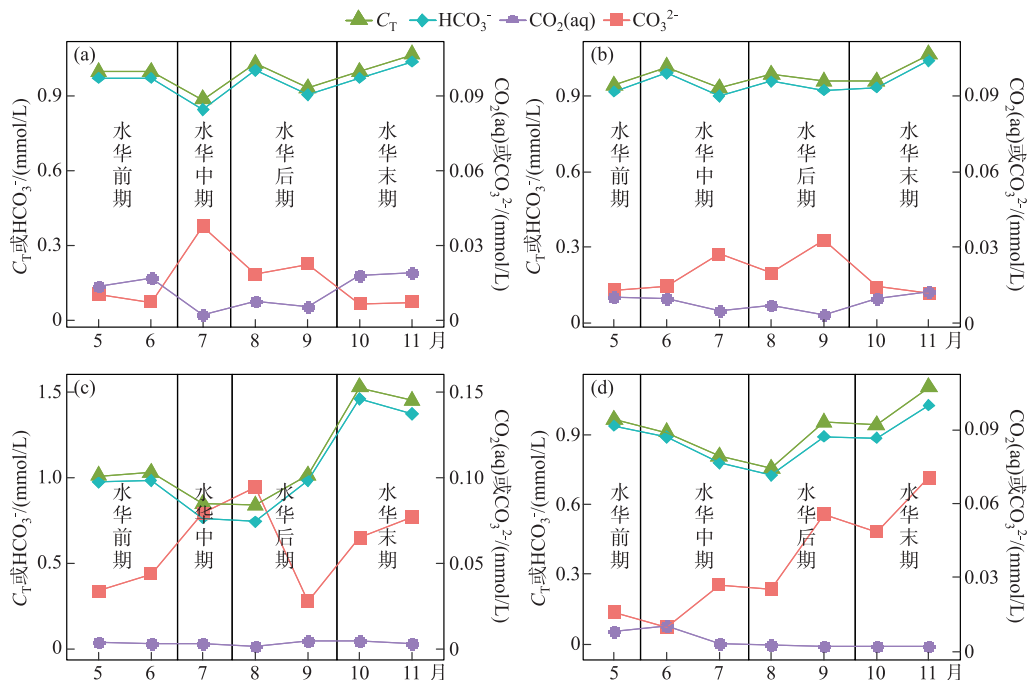 C_T HCO₃⁻ CO₂(aq) CO₃²⁻
(a)
C_T或HCO₃⁻/(mmol/L)
0.9
0.6
0.3
0
水华前期
水华中期
水华后期
水华末期
0.09
0.06
0.03
0
CO₂(aq)或CO₃²⁻/(mmol/L)
5 6 7 8 9 10 11 月
(b)
C_T或HCO₃⁻/(mmol/L)
0.9
0.6
0.3
0
水华前期
水华中期
水华后期
水华末期
0.09
0.06
0.03
0
CO₂(aq)或CO₃²⁻/(mmol/L)
5 6 7 8 9 10 11 月
(c)
C_T或HCO₃⁻/(mmol/L)
1.5
1.0
0.5
0
水华前期
水华中期
水华后期
水华末期
0.15
0.10
0.05
0
CO₂(aq)或CO₃²⁻/(mmol/L)
5 6 7 8 9 10 11 月
(d)
C_T或HCO₃⁻/(mmol/L)
0.9
0.6
0.3
0
水华前期
水华中期
水华后期
水华末期
0.09
0.06
0.03
0
CO₂(aq)或CO₃²⁻/(mmol/L)
5 6 7 8 9 10 11 月